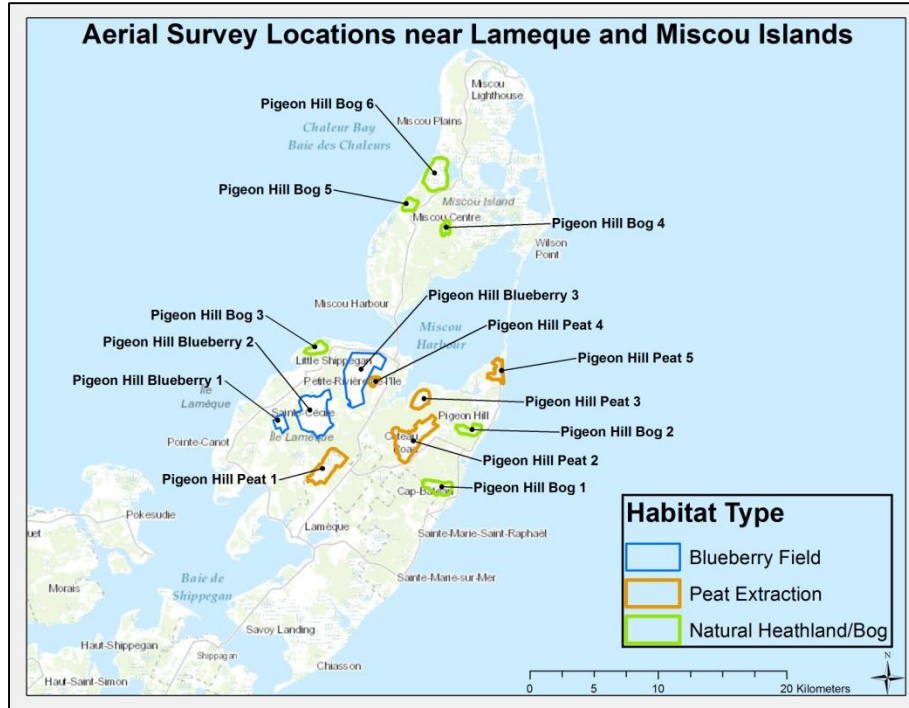 Aerial Survey Locations near Lameque and Miscou Islands
Miscou
Lighthouse
Pigeon Hill Bog 6
Miscou Plains
Chaleur Bay
Baie des Chaleurs
Pigeon Hill Bog 5
Miscou Island
Miscou Centre
Pigeon Hill Bog 4
Wilson
Point
Pigeon Hill Blueberry 3
Miscou Harbour
Pigeon Hill Bog 3
Miscou
Harbour
Pigeon Hill Peat 4
Pigeon Hill Blueberry 2
Little Shippegan
Pigeon Hill Peat 5
Pigeon Hill Blueberry 1
Île
Lamèque
Pigeon Hill Peat 3
Sainte-Cécile
Pigeon Hill
Pigeon Hill Bog 2
Pointe-Canot
Île Lamèque
Coteau
Road
Pigeon Hill Peat 2
Pigeon Hill Peat 1
Cap-Bateau
Pigeon Hill Bog 1
Pokesudie
Lamèque
Sainte-Marie-Saint-Raphaël
Baie de
Shippegan
Sainte-Marie-sur-Mer
Morais
Savoy Landing
Haut-Shippegan
Shippagan
Chiasson
Haut-Saint-Simon
Habitat Type
Blueberry Field
Peat Extraction
Natural Heathland/Bog
N
0 5 10 20 Kilometers